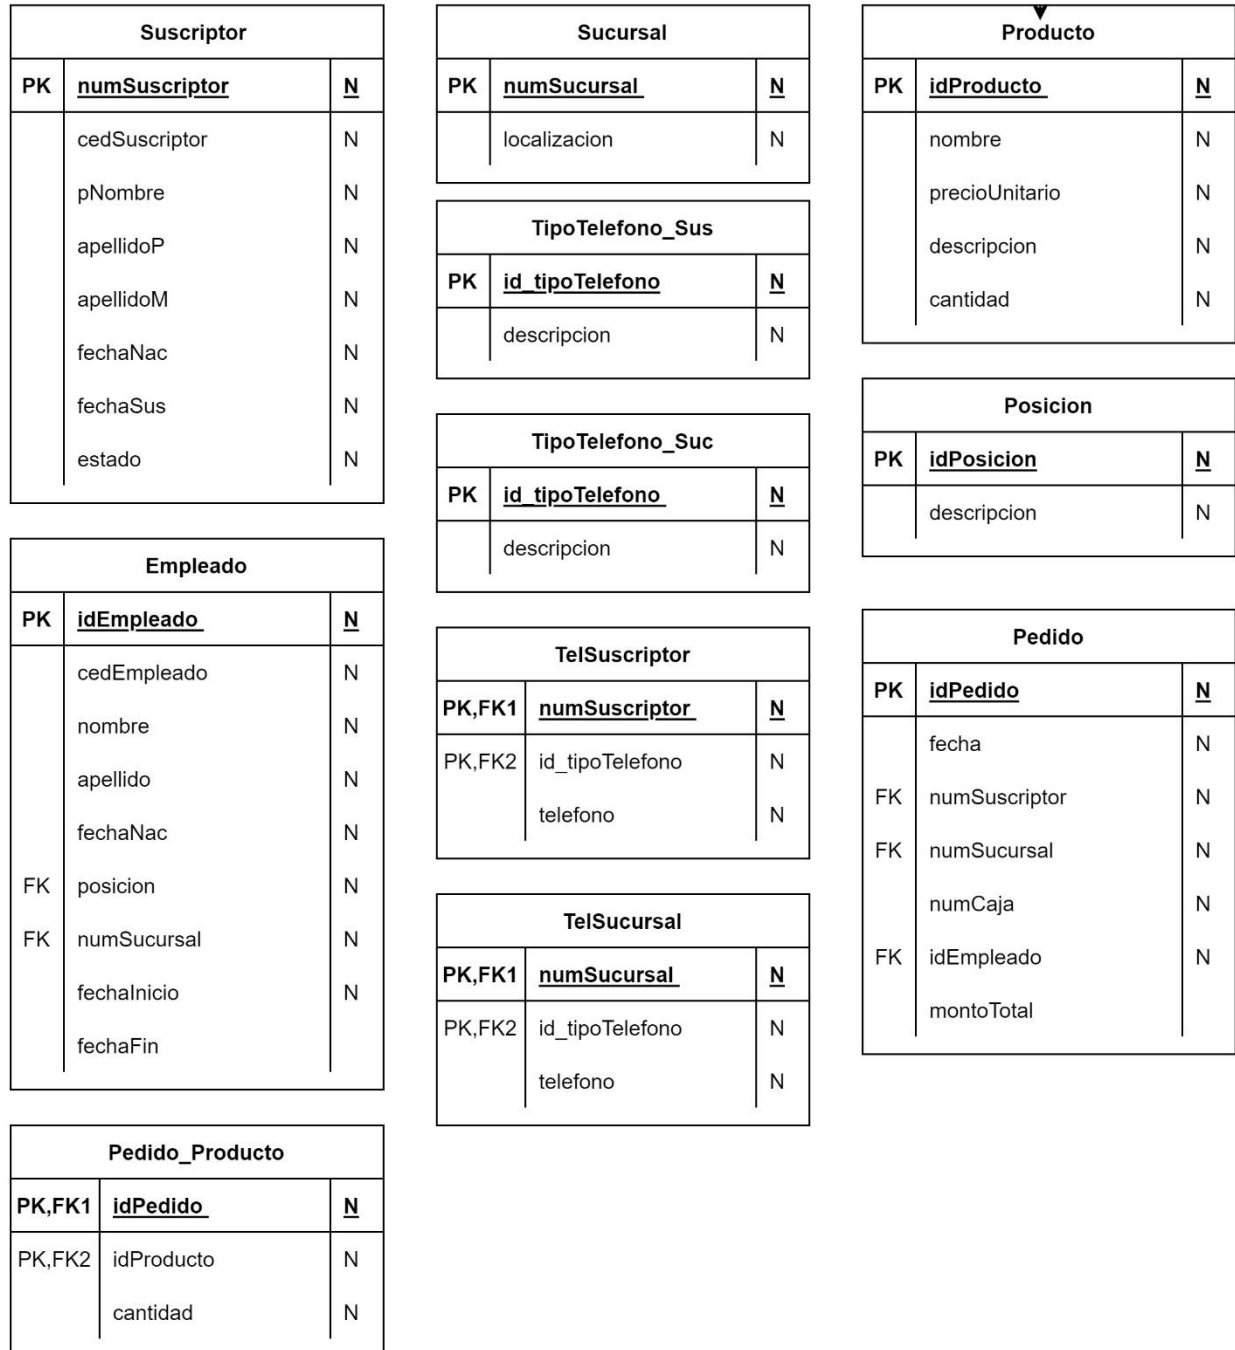 Suscriptor
PK numSuscriptor N
cedSuscriptor N
pNombre N
apellidoP N
apellidoM N
fechaNac N
fechaSus N
estado N
Empleado
PK idEmpleado N
cedEmpleado N
nombre N
apellido N
fechaNac N
FK posicion N
FK numSucursal N
fechaInicio N
fechaFin
Pedido_Producto
PK,FK1 idPedido N
PK,FK2 idProducto N
cantidad N
Sucursal
PK numSucursal N
localizacion N
TipoTelefono_Sus
PK id_tipoTelefono N
descripcion N
TipoTelefono_Suc
PK id_tipoTelefono N
descripcion N
TelSuscriptor
PK,FK1 numSuscriptor N
PK,FK2 id_tipoTelefono N
telefono N
TelSucursal
PK,FK1 numSucursal N
PK,FK2 id_tipoTelefono N
telefono N
Producto
PK idProducto N
nombre N
precioUnitario N
descripcion N
cantidad N
Posicion
PK idPosicion N
descripcion N
Pedido
PK idPedido N
fecha N
FK numSuscriptor N
FK numSucursal N
numCaja N
FK idEmpleado N
montoTotal